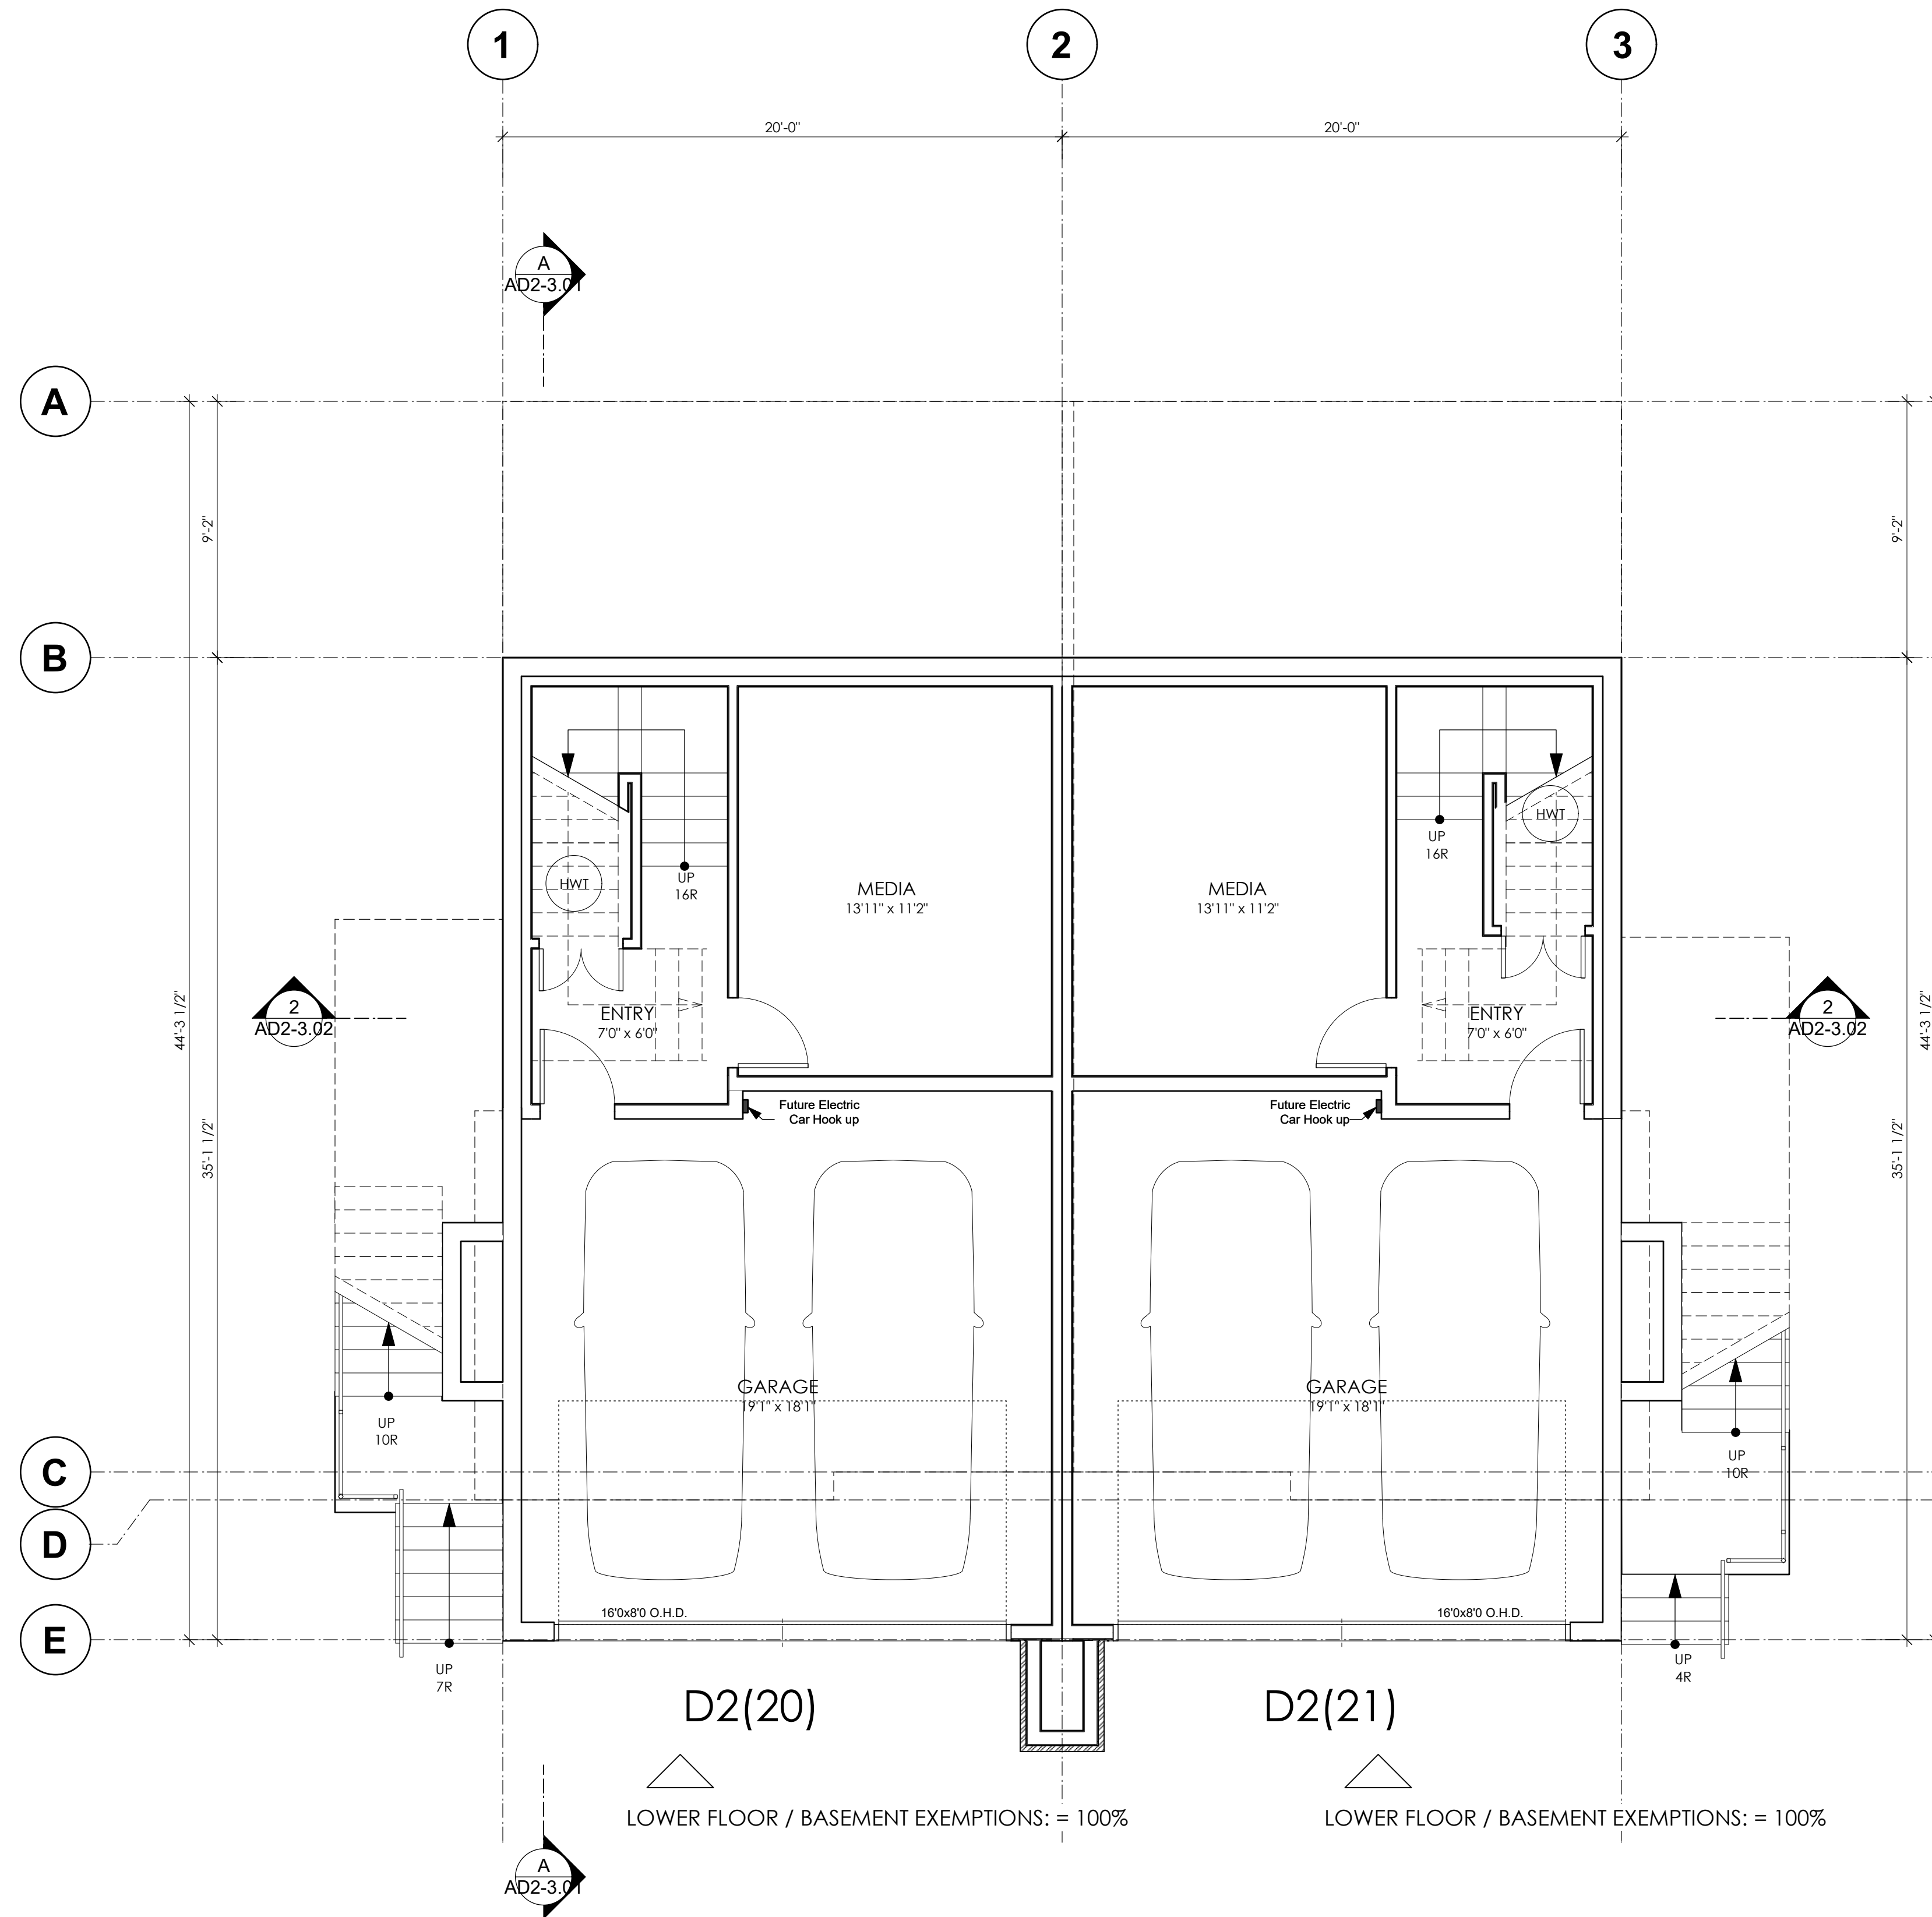 1
2
3
20'-0"
20'-0"
A
AD2-3.01
A
9'-2"
9'-2"
B
HWT
UP
16R
MEDIA
13'11" x 11'2"
MEDIA
13'11" x 11'2"
UP
16R
HWT
44'-3 1/2"
2
AD2-3.02
ENTRY
7'0" x 6'0"
ENTRY
7'0" x 6'0"
2
AD2-3.02
44'-3 1/2"
35'-1 1/2"
Future Electric
Car Hook up
Future Electric
Car Hook up
35'-1 1/2"
GARAGE
19'1" x 18'1"
GARAGE
19'1" x 18'1"
UP
10R
UP
10R
C
D
E
16'0x8'0 O.H.D.
16'0x8'0 O.H.D.
UP
7R
UP
4R
D2(20)
D2(21)
LOWER FLOOR / BASEMENT EXEMPTIONS: = 100%
LOWER FLOOR / BASEMENT EXEMPTIONS: = 100%
A
AD2-3.01